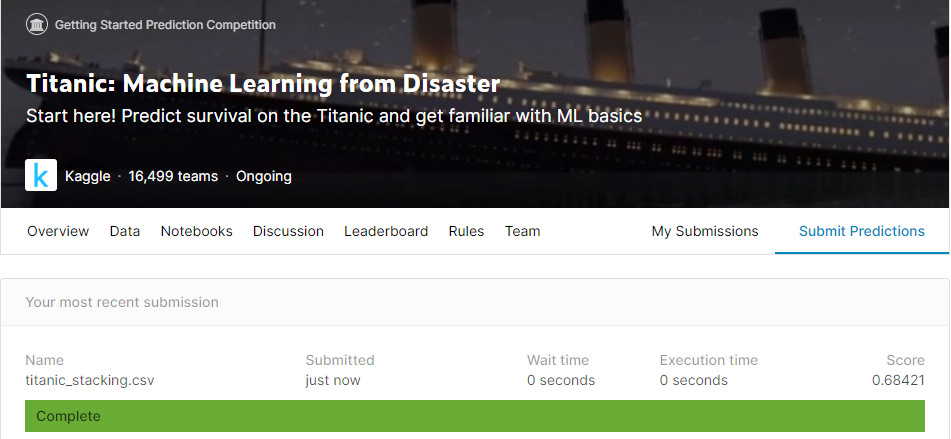 Getting Started Prediction Competition
Titanic: Machine Learning from Disaster
Start here! Predict survival on the Titanic and get familiar with ML basics
k Kaggle · 16,499 teams · Ongoing
Overview Data Notebooks Discussion Leaderboard Rules Team My Submissions Submit Predictions
Your most recent submission
Name Submitted Wait time Execution time Score
titanic_stacking.csv just now 0 seconds 0 seconds 0.68421
Complete